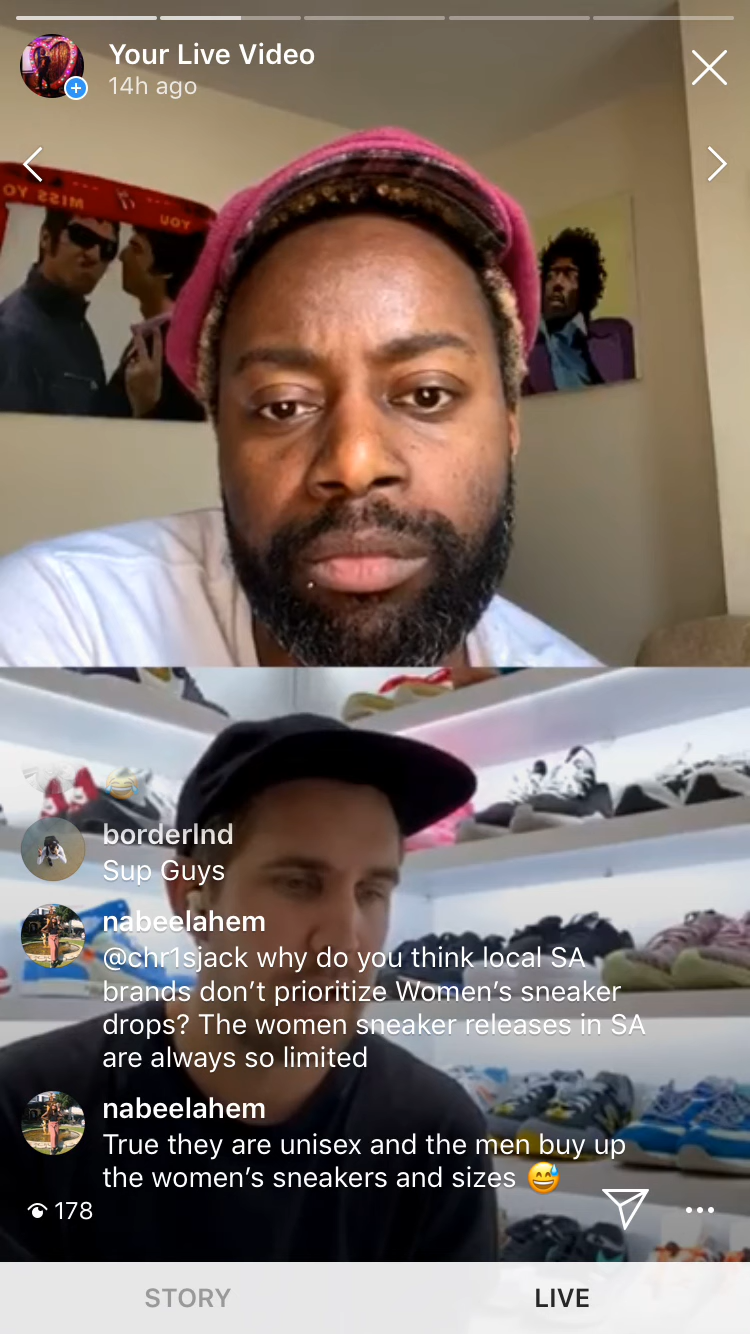 Your Live Video
14h ago
MISS YO
YOU
😂
borderlnd
Sup Guys
nabeelahem
@chr1sjack why do you think local SA
brands don’t prioritize Women’s sneaker
drops? The women sneaker releases in SA
are always so limited
nabeelahem
True they are unisex and the men buy up
the women’s sneakers and sizes 😅
178
STORY
LIVE